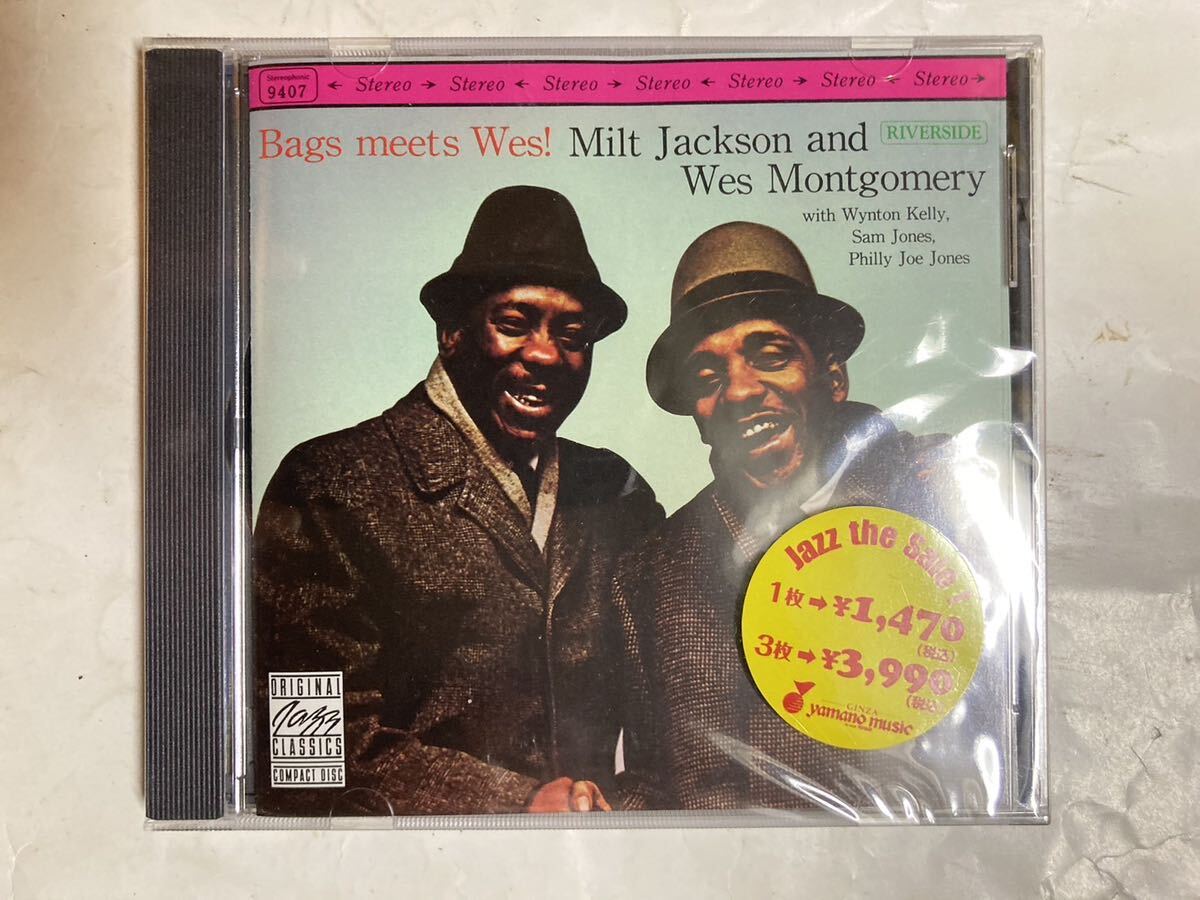 Stereophonic
9407
← Stereo → Stereo ← Stereo → Stereo ← Stereo → Stereo ← Stereo →
Bags meets Wes! Milt Jackson and
RIVERSIDE
Wes Montgomery
with Wynton Kelly,
Sam Jones,
Philly Joe Jones
Jazz the Sale!
1枚→¥1,470
(税込)
3枚→¥3,990
(税込)
GINZA
yamano music
ORIGINAL
Jazz
CLASSICS
COMPACT DISC